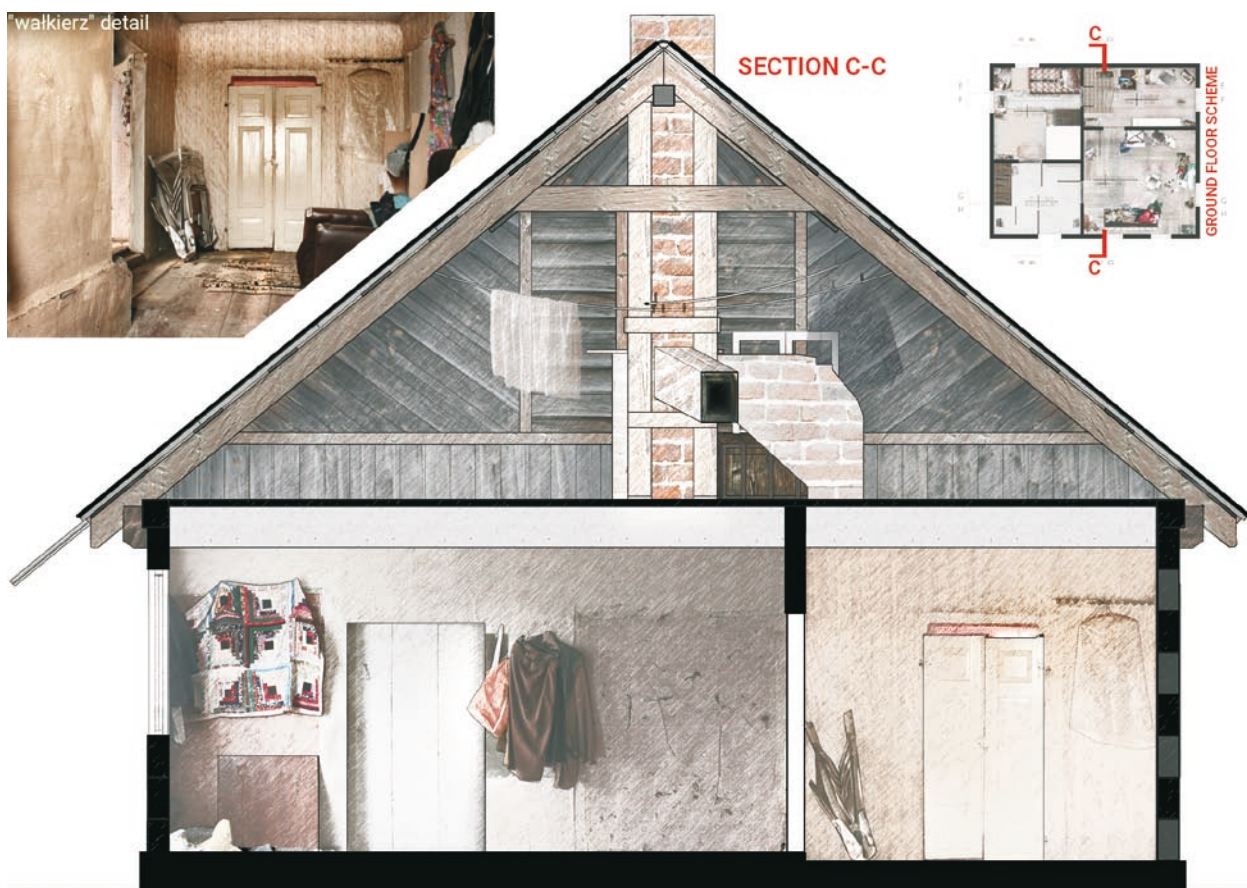 "wałkierz" detail
SECTION C-C
C
GROUND FLOOR SCHEME
C